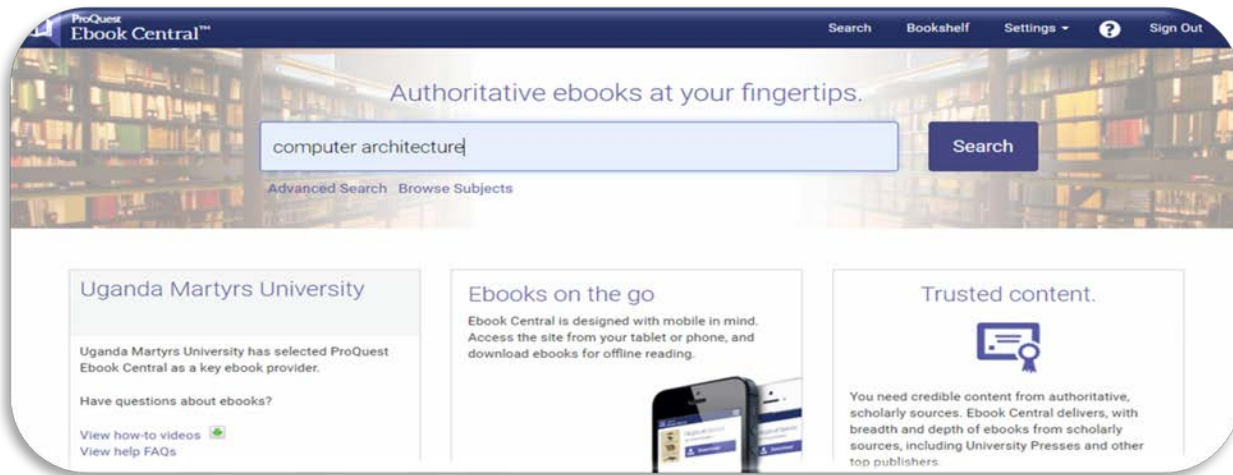 ProQuest
Ebook Central™
Search Bookshelf Settings Sign Out
Authoritative ebooks at your fingertips.
computer architecture
Search
Advanced Search Browse Subjects
Uganda Martyrs University
Uganda Martyrs University has selected ProQuest
Ebook Central as a key ebook provider.
Have questions about ebooks?
View how-to videos
View help FAQs
Ebooks on the go
Ebook Central is designed with mobile in mind.
Access the site from your tablet or phone, and
download ebooks for offline reading.
Trusted content.
You need credible content from authoritative,
scholarly sources. Ebook Central delivers, with
breadth and depth of ebooks from scholarly
sources, including University Presses and other
top publishers